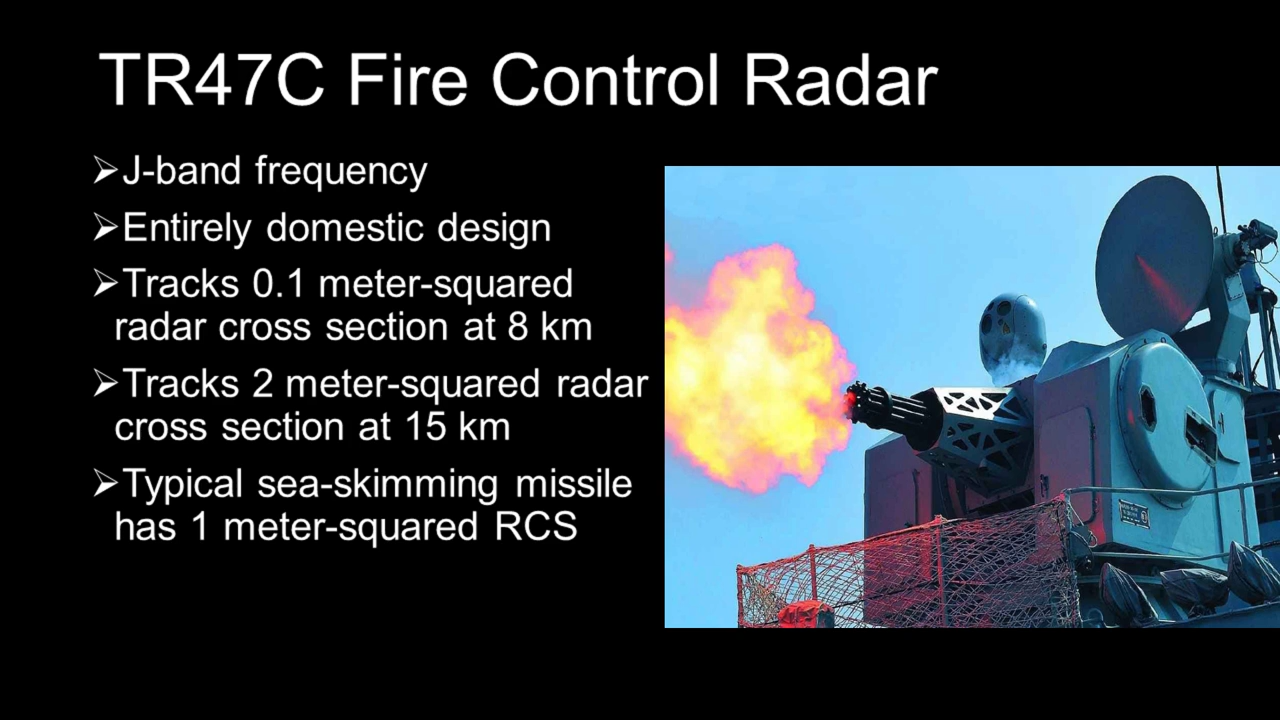 TR47C Fire Control Radar
➢J-band frequency
➢Entirely domestic design
➢Tracks 0.1 meter-squared
radar cross section at 8 km
➢Tracks 2 meter-squared radar
cross section at 15 km
➢Typical sea-skimming missile
has 1 meter-squared RCS